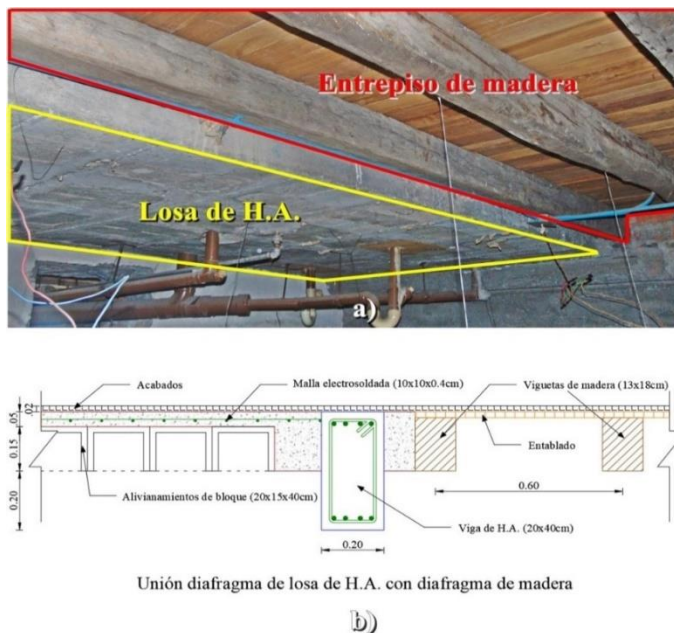 Entrepiso de madera
Losa de H.A.
a)
Acabados
Malla electrosoldada (10x10x0.4cm)
Viguetas de madera (13x18cm)
.02
.05
0.15
0.20
Entablado
Alivianamientos de bloque (20x15x40cm)
0.60
Viga de H.A. (20x40cm)
0.20
Unión diafragma de losa de H.A. con diafragma de madera
b)